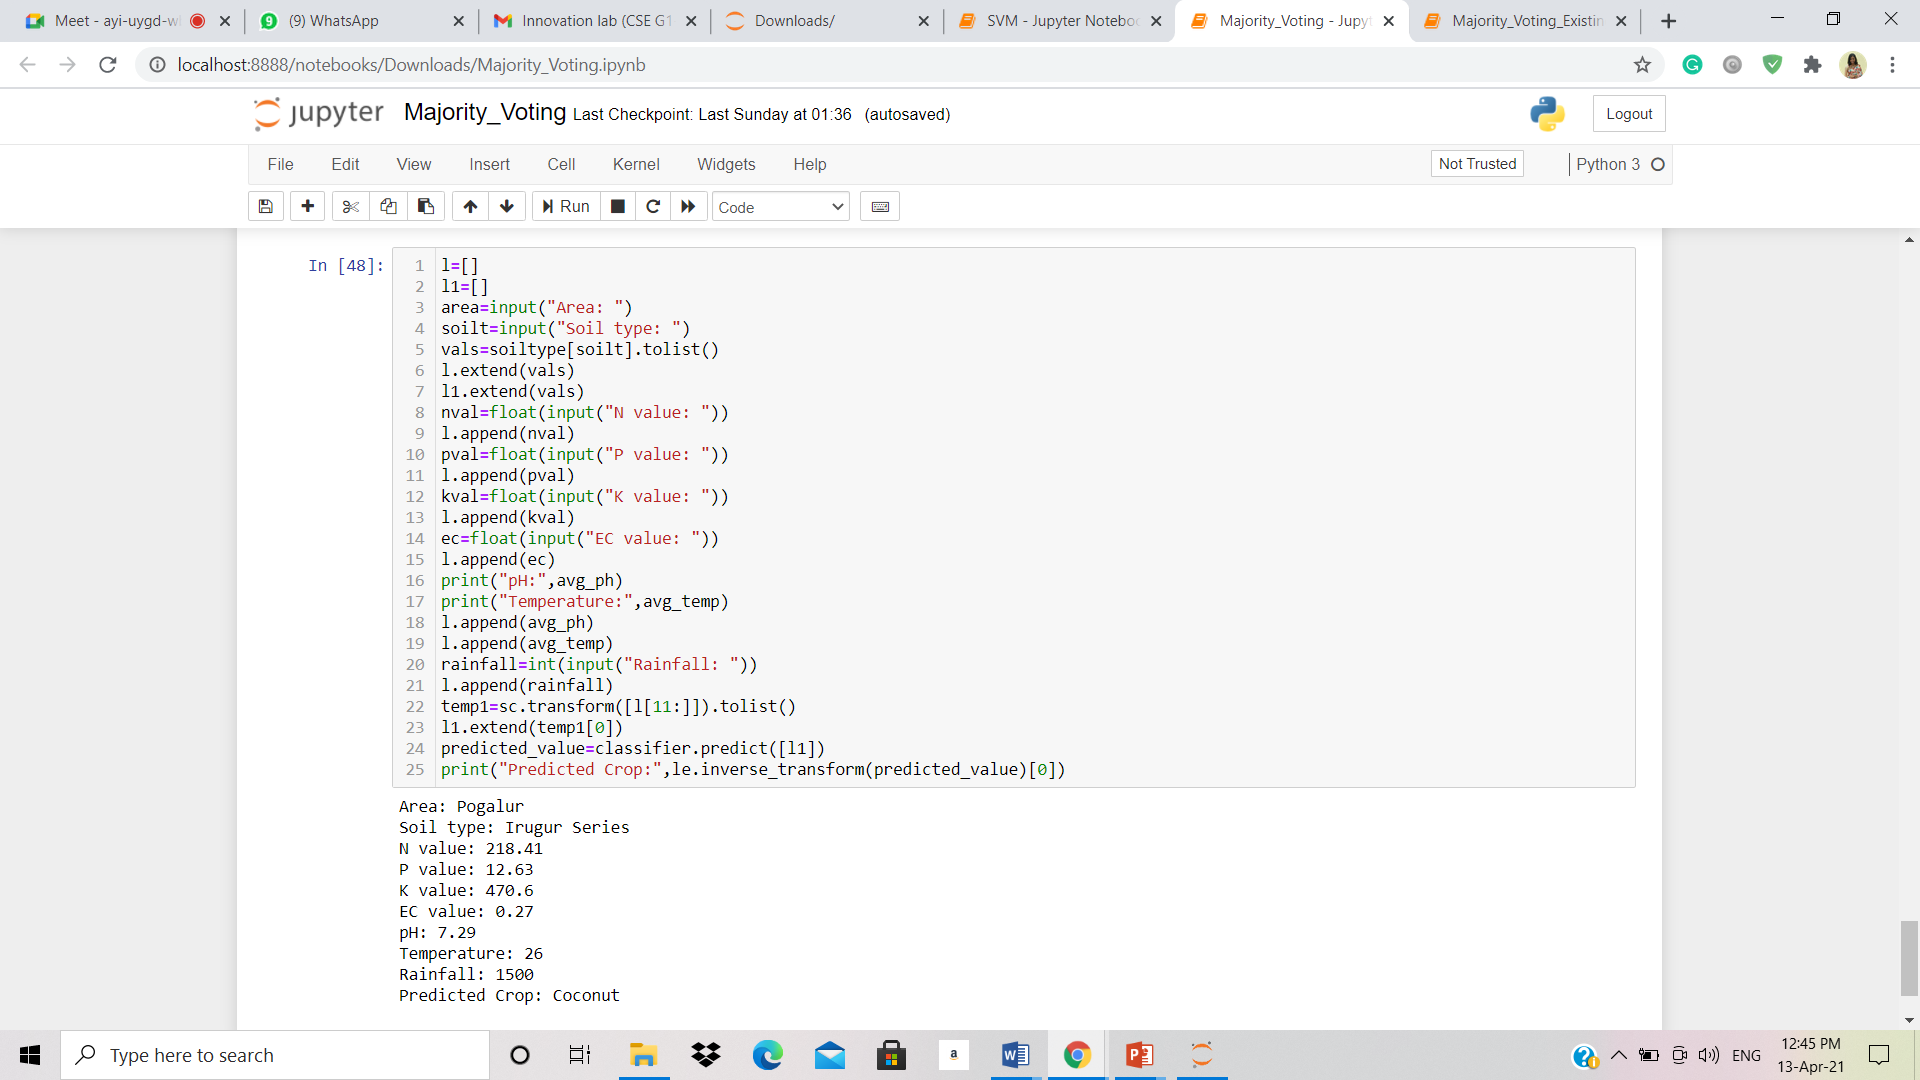 Meet - ayi-uygd-w
(9) WhatsApp
Innovation lab (CSE G1
Downloads/
SVM - Jupyter Notebo
Majority_Voting - Jupyt
Majority_Voting_Existin
localhost:8888/notebooks/Downloads/Majority_Voting.ipynb
jupyter Majority_Voting Last Checkpoint: Last Sunday at 01:36 (autosaved)
Logout
File Edit View Insert Cell Kernel Widgets Help
Not Trusted
Python 3
Run
Code
In [48]:
1 l=[]
2 l1=[]
3 area=input("Area: ")
4 soilt=input("Soil type: ")
5 vals=soiltype[soilt].tolist()
6 l.extend(vals)
7 l1.extend(vals)
8 nval=float(input("N value: "))
9 l.append(nval)
10 pval=float(input("P value: "))
11 l.append(pval)
12 kval=float(input("K value: "))
13 l.append(kval)
14 ec=float(input("EC value: "))
15 l.append(ec)
16 print("pH:",avg_ph)
17 print("Temperature:",avg_temp)
18 l.append(avg_ph)
19 l.append(avg_temp)
20 rainfall=int(input("Rainfall: "))
21 l.append(rainfall)
22 temp1=sc.transform([l[11:]]).tolist()
23 l1.extend(temp1[0])
24 predicted_value=classifier.predict([l1])
25 print("Predicted Crop:",le.inverse_transform(predicted_value)[0])
Area: Pogalur
Soil type: Irugur Series
N value: 218.41
P value: 12.63
K value: 470.6
EC value: 0.27
pH: 7.29
Temperature: 26
Rainfall: 1500
Predicted Crop: Coconut
Type here to search
a
ENG
12:45 PM
13-Apr-21